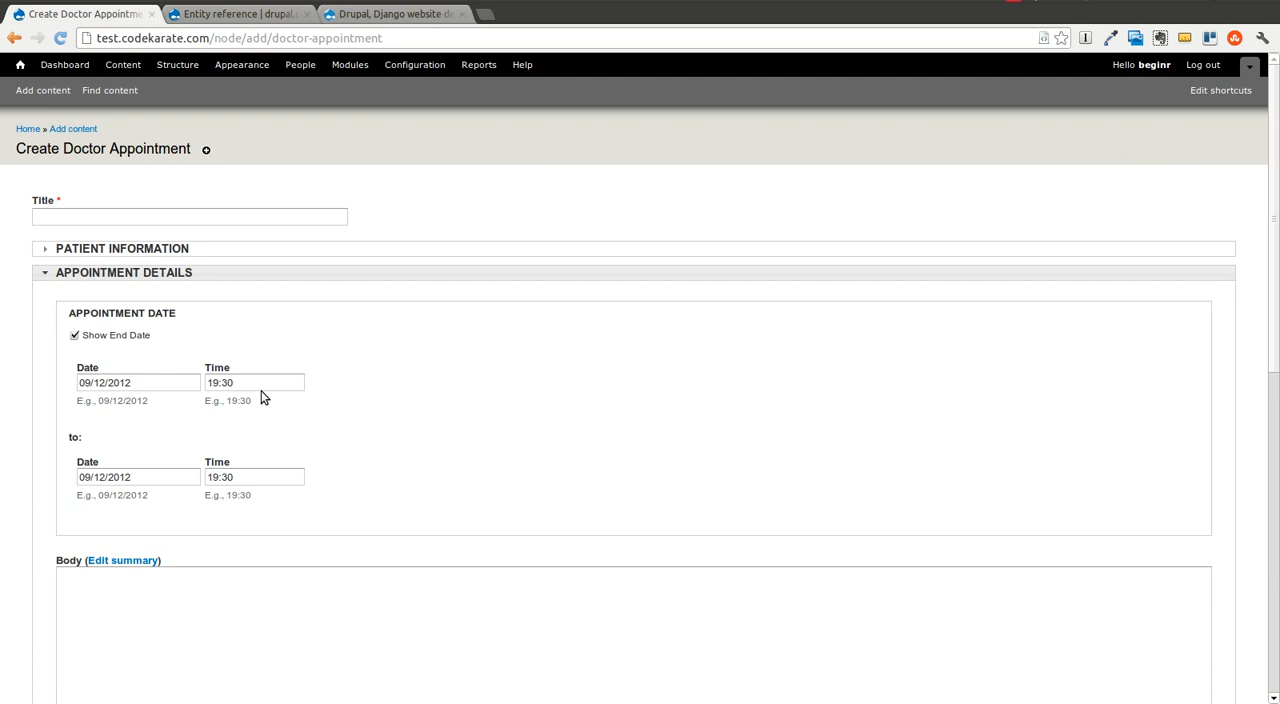 Create Doctor Appointme
Entity reference | drupal.
Drupal, Django website de
test.codekarate.com/node/add/doctor-appointment
Dashboard Content Structure Appearance People Modules Configuration Reports Help Hello beginr Log out
Add content Find content Edit shortcuts
Home » Add content
Create Doctor Appointment
Title *
PATIENT INFORMATION
APPOINTMENT DETAILS
APPOINTMENT DATE
Show End Date
Date Time
09/12/2012 19:30
E.g., 09/12/2012 E.g., 19:30
to:
Date Time
09/12/2012 19:30
E.g., 09/12/2012 E.g., 19:30
Body (Edit summary)